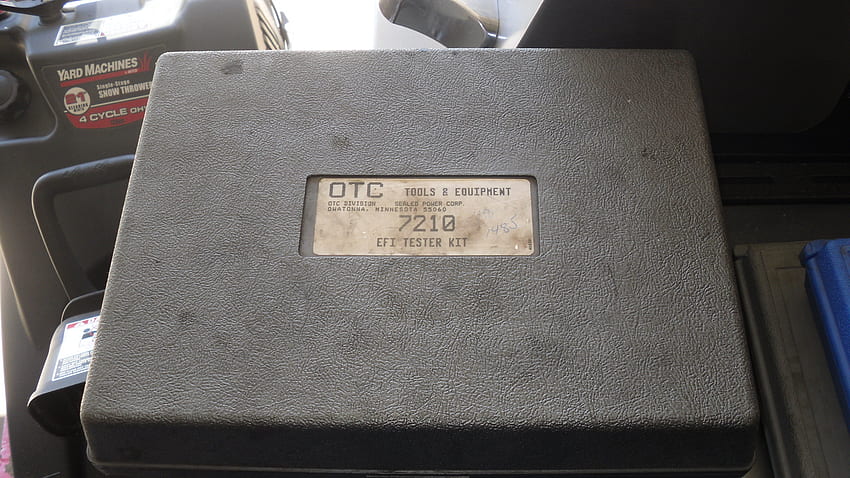 YARD MACHINES
Single-Stage
SNOW THROWER
4 CYCLE OH
OTC TOOLS & EQUIPMENT
OTC DIVISION SEALED POWER CORP.
OWATONNA, MINNESOTA 55060
7210
EFI TESTER KIT